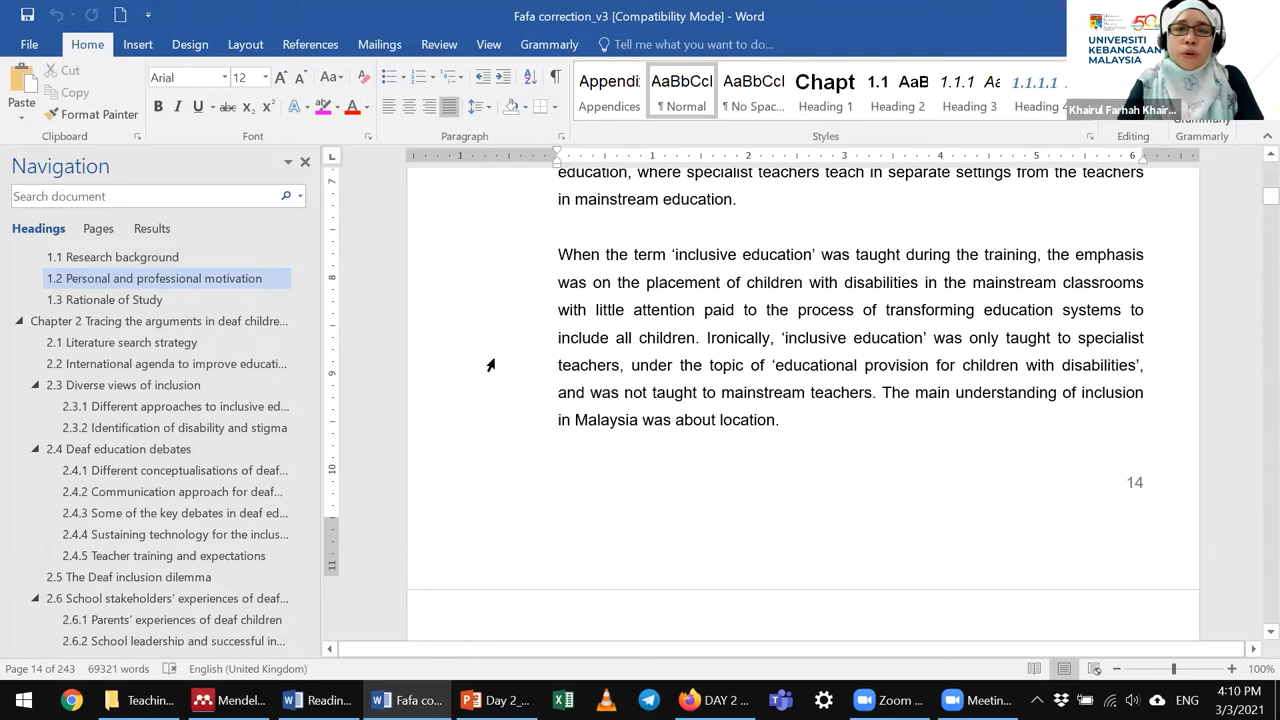 Fafa correction_v3 [Compatibility Mode] - Word
File Home Insert Design Layout References Mailings Review View Grammarly Tell me what you want to do...
UNIVERSITI
KEBANGSAAN
MALAYSIA
Khairul Farhah Khair...
Paste
Cut
Copy
Format Painter
Arial 12
AaBbCcI AaBbCcI Chapt 1.1 AaB 1.1.1 Aa 1.1.1.1
Appendices ¶ Normal ¶ No Spac... Heading 1 Heading 2 Heading 3 Heading 4
Clipboard Font Paragraph Styles Editing Grammarly
Navigation
Search document
Headings Pages Results
1.1 Research background
1.2 Personal and professional motivation
1.3 Rationale of Study
Chapter 2 Tracing the arguments in deaf childre...
2.1 Literature search strategy
2.2 International agenda to improve educati...
2.3 Diverse views of inclusion
2.3.1 Different approaches to inclusive ed...
2.3.2 Identification of disability and stigma
2.4 Deaf education debates
2.4.1 Different conceptualisations of deaf...
2.4.2 Communication approach for deaf...
2.4.3 Some of the key debates in deaf ed...
2.4.4 Sustaining technology for the inclus...
2.4.5 Teacher training and expectations
2.5 The Deaf inclusion dilemma
2.6 School stakeholders’ experiences of deaf...
2.6.1 Parents’ experiences of deaf children
2.6.2 School leadership and successful in...
education, where specialist teachers teach in separate settings from the teachers
in mainstream education.
When the term ‘inclusive education’ was taught during the training, the emphasis
was on the placement of children with disabilities in the mainstream classrooms
with little attention paid to the process of transforming education systems to
include all children. Ironically, ‘inclusive education’ was only taught to specialist
teachers, under the topic of ‘educational provision for children with disabilities’,
and was not taught to mainstream teachers. The main understanding of inclusion
in Malaysia was about location.
14
Page 14 of 243 69321 words English (United Kingdom) 100%
Teachin... Mendel... Readin... Fafa co... Day 2_... DAY 2 ... Zoom ... Meetin... ENG
4:10 PM
3/3/2021